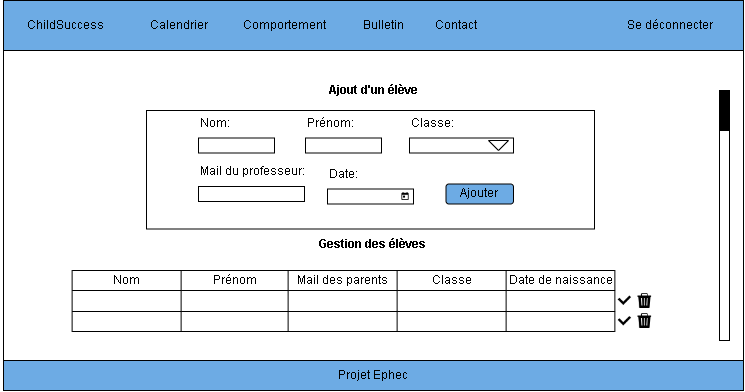 ChildSuccess Calendrier Comportement Bulletin Contact Se déconnecter
Ajout d'un élève
Nom: Prénom: Classe:
Mail du professeur: Date:
Ajouter
Gestion des élèves
Nom Prénom Mail des parents Classe Date de naissance
Projet Ephec